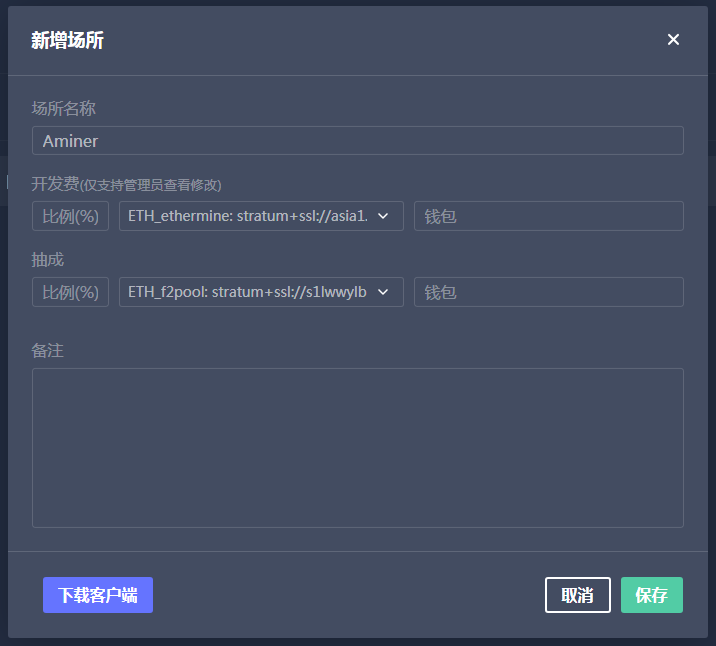 新增场所
场所名称
Aminer
开发费(仅支持管理员查看修改)
比例(%) ETH_ethermine: stratum+ssl://asia1. 钱包
抽成
比例(%) ETH_f2pool: stratum+ssl://s1lwwylb 钱包
备注
下载客户端 取消 保存